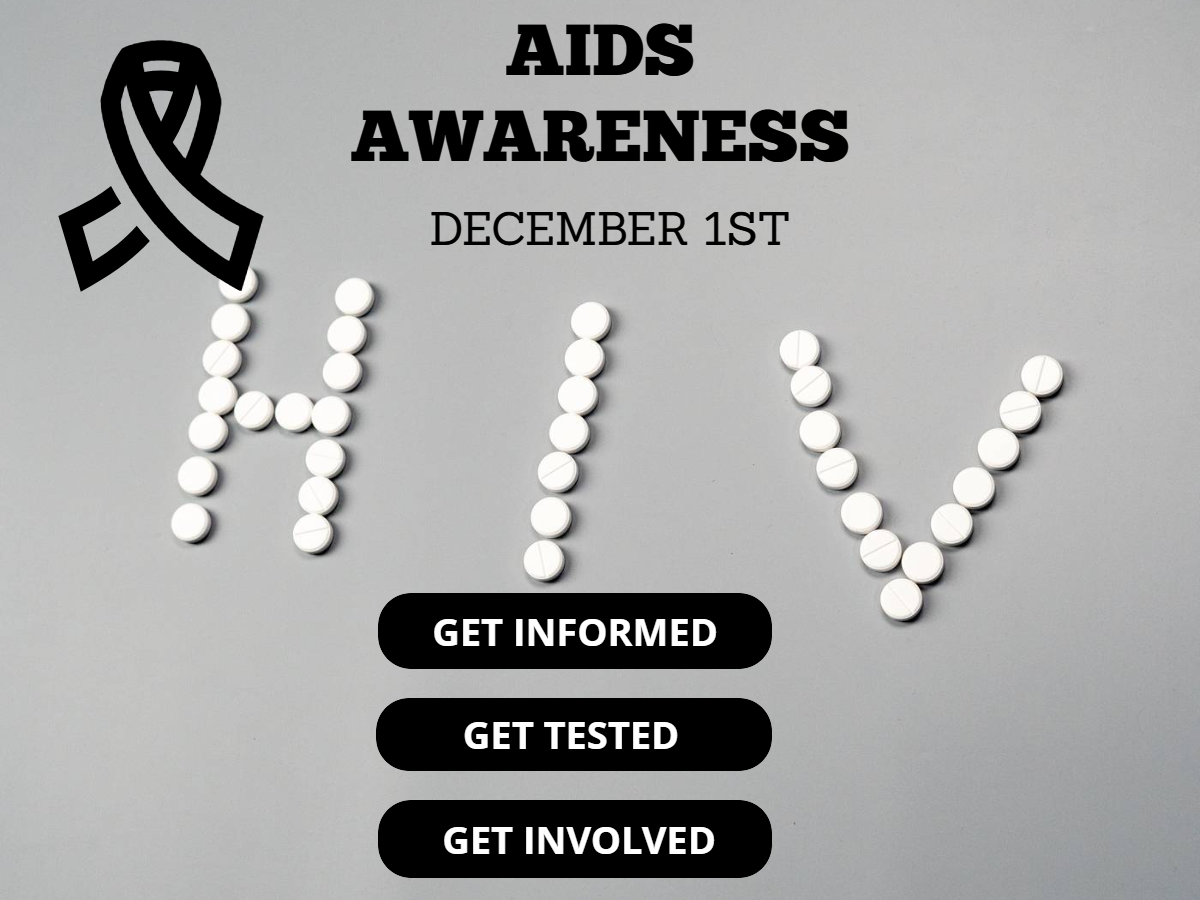 AIDS
AWARENESS
DECEMBER 1ST
HIV
GET INFORMED
GET TESTED
GET INVOLVED